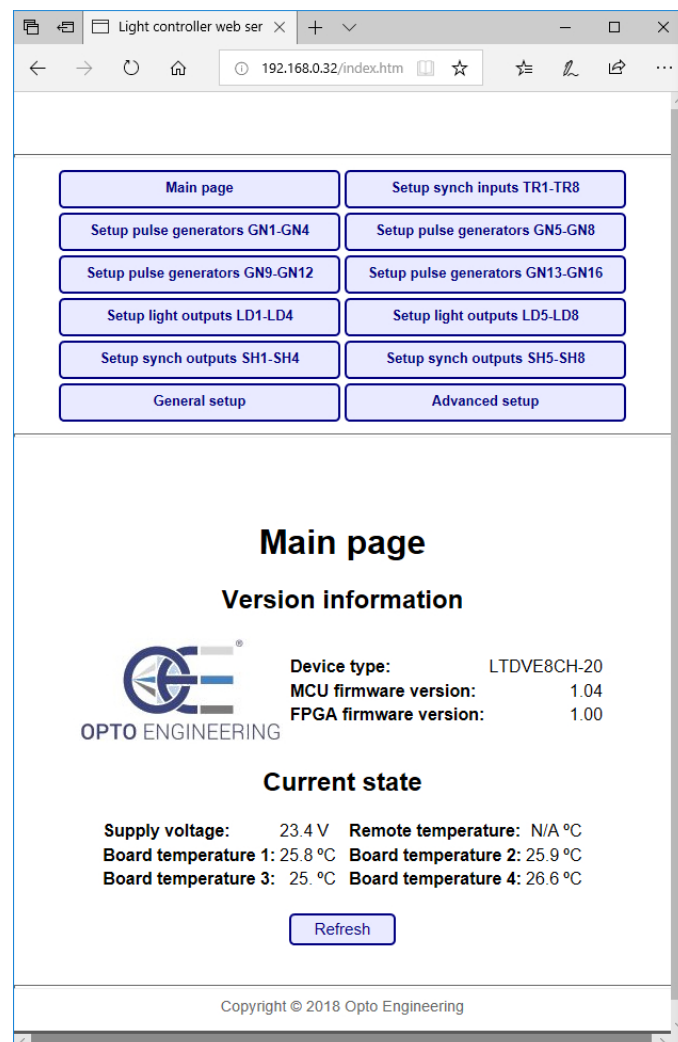 Light controller web ser
192.168.0.32/index.htm
Main page Setup synch inputs TR1-TR8
Setup pulse generators GN1-GN4 Setup pulse generators GN5-GN8
Setup pulse generators GN9-GN12 Setup pulse generators GN13-GN16
Setup light outputs LD1-LD4 Setup light outputs LD5-LD8
Setup synch outputs SH1-SH4 Setup synch outputs SH5-SH8
General setup Advanced setup
Main page
Version information
®
OPTO ENGINEERING
Device type: LTDVE8CH-20
MCU firmware version: 1.04
FPGA firmware version: 1.00
Current state
Supply voltage: 23.4 V Remote temperature: N/A ºC
Board temperature 1: 25.8 ºC Board temperature 2: 25.9 ºC
Board temperature 3: 25. ºC Board temperature 4: 26.6 ºC
Refresh
Copyright © 2018 Opto Engineering